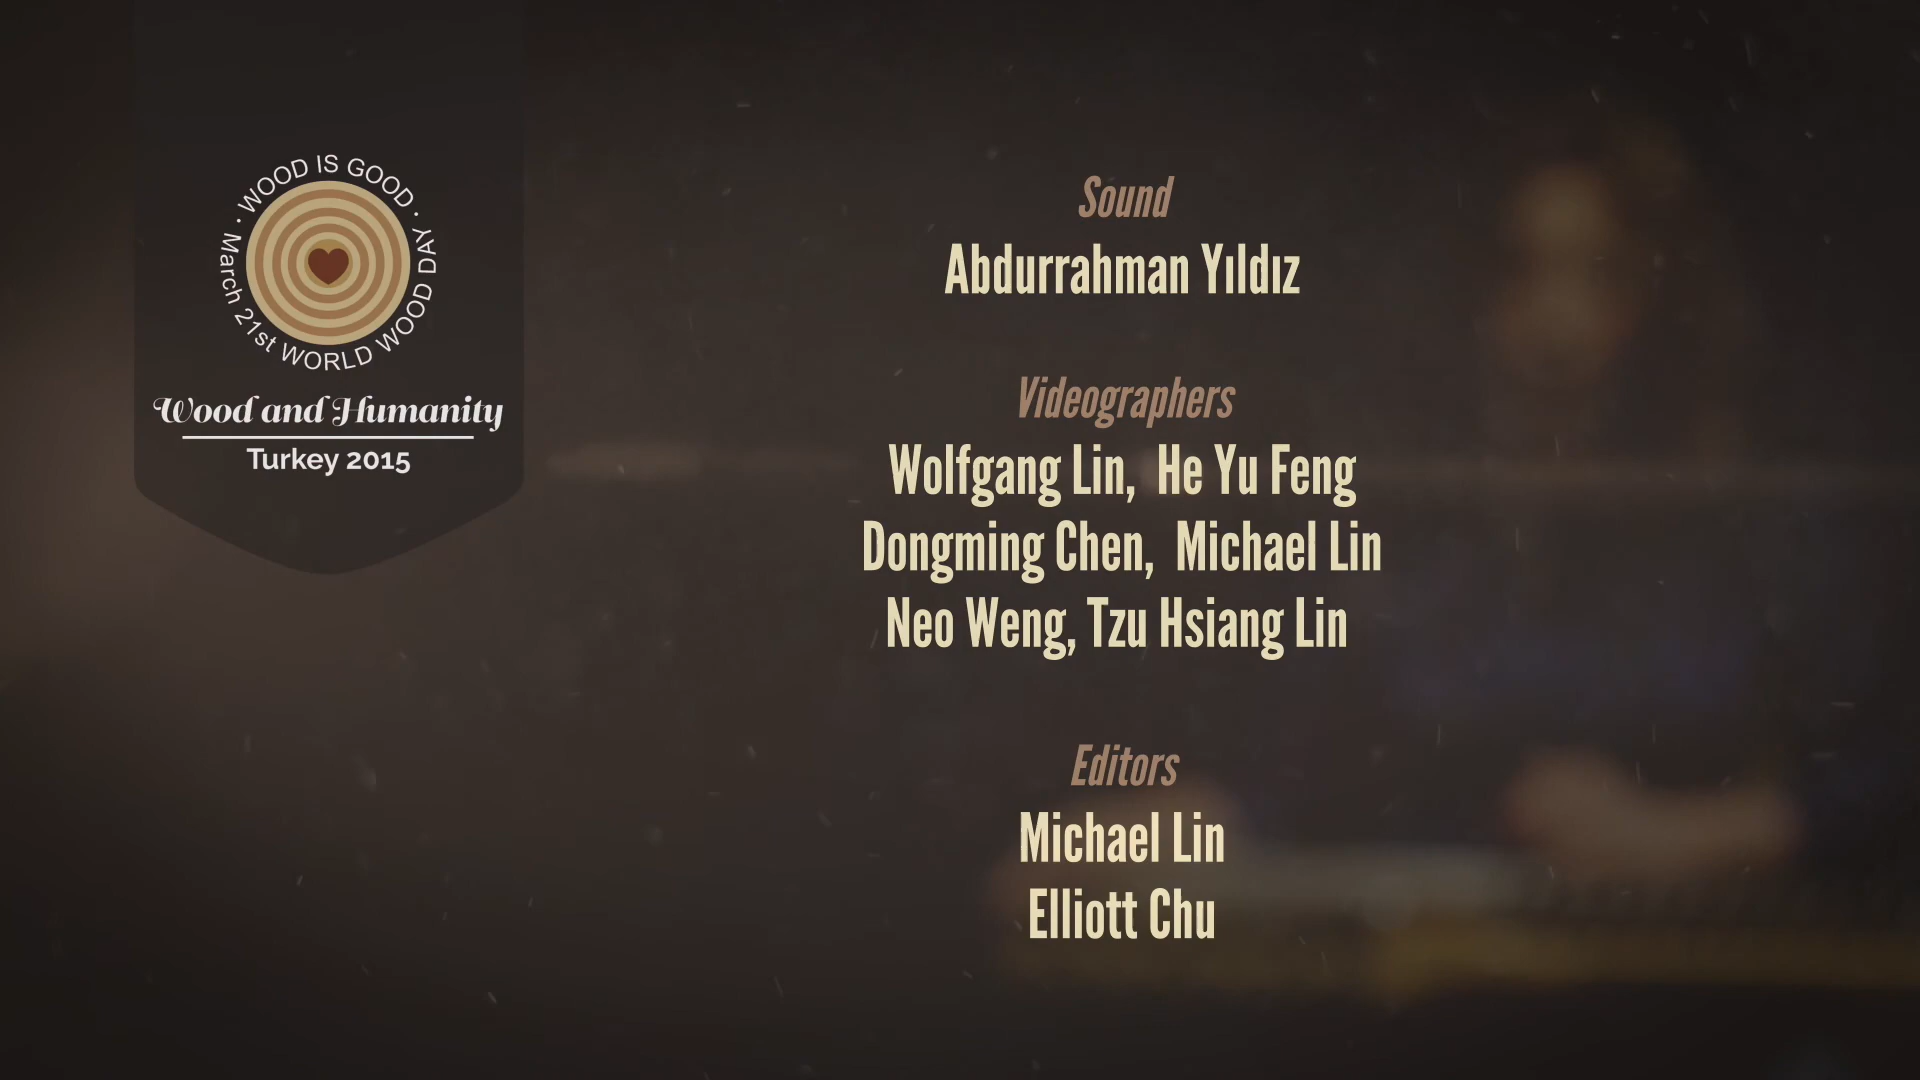 · WOOD IS GOOD ·
March 21st WORLD WOOD DAY
Wood and Humanity
Turkey 2015
Sound
Abdurrahman Yıldız
Videographers
Wolfgang Lin, He Yu Feng
Dongming Chen, Michael Lin
Neo Weng, Tzu Hsiang Lin
Editors
Michael Lin
Elliott Chu